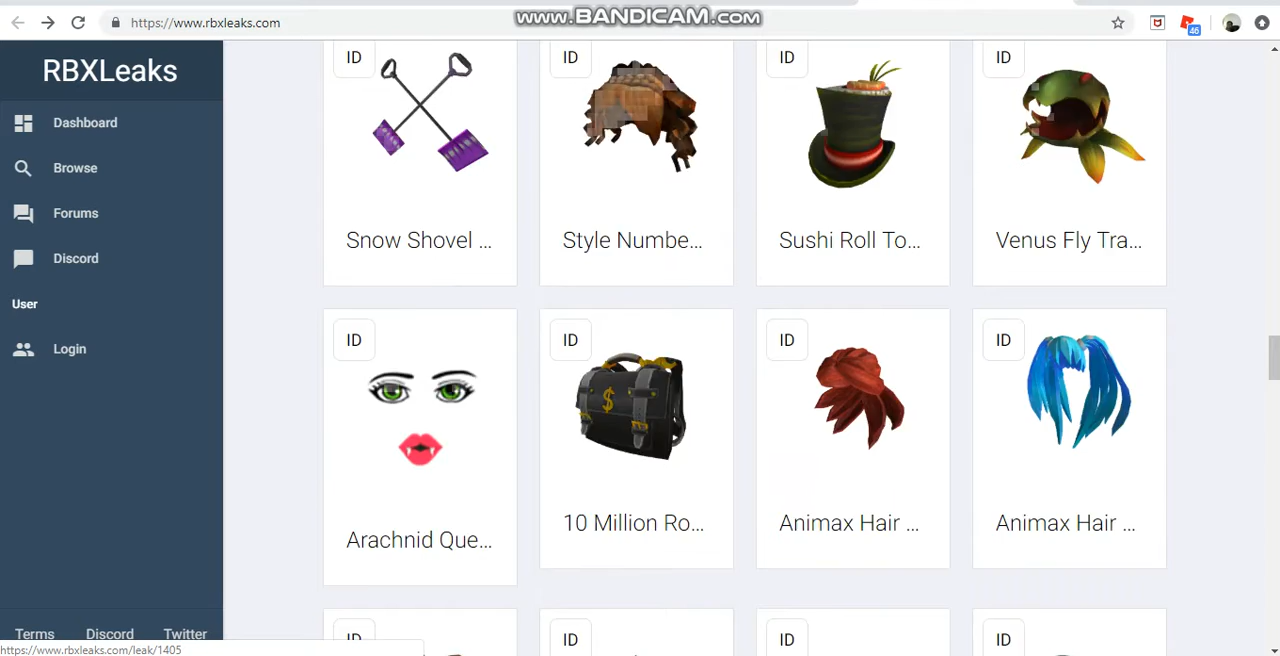 https://www.rbxleaks.com
www.BANDICAM.com
46
RBXLeaks
Dashboard
Browse
Forums
Discord
User
Login
Terms Discord Twitter
https://www.rbxleaks.com/leak/1405
ID ID ID ID
Snow Shovel ... Style Numbe... Sushi Roll To... Venus Fly Tra...
ID ID ID ID
$
Arachnid Que... 10 Million Ro... Animax Hair ... Animax Hair ...
ID ID ID ID